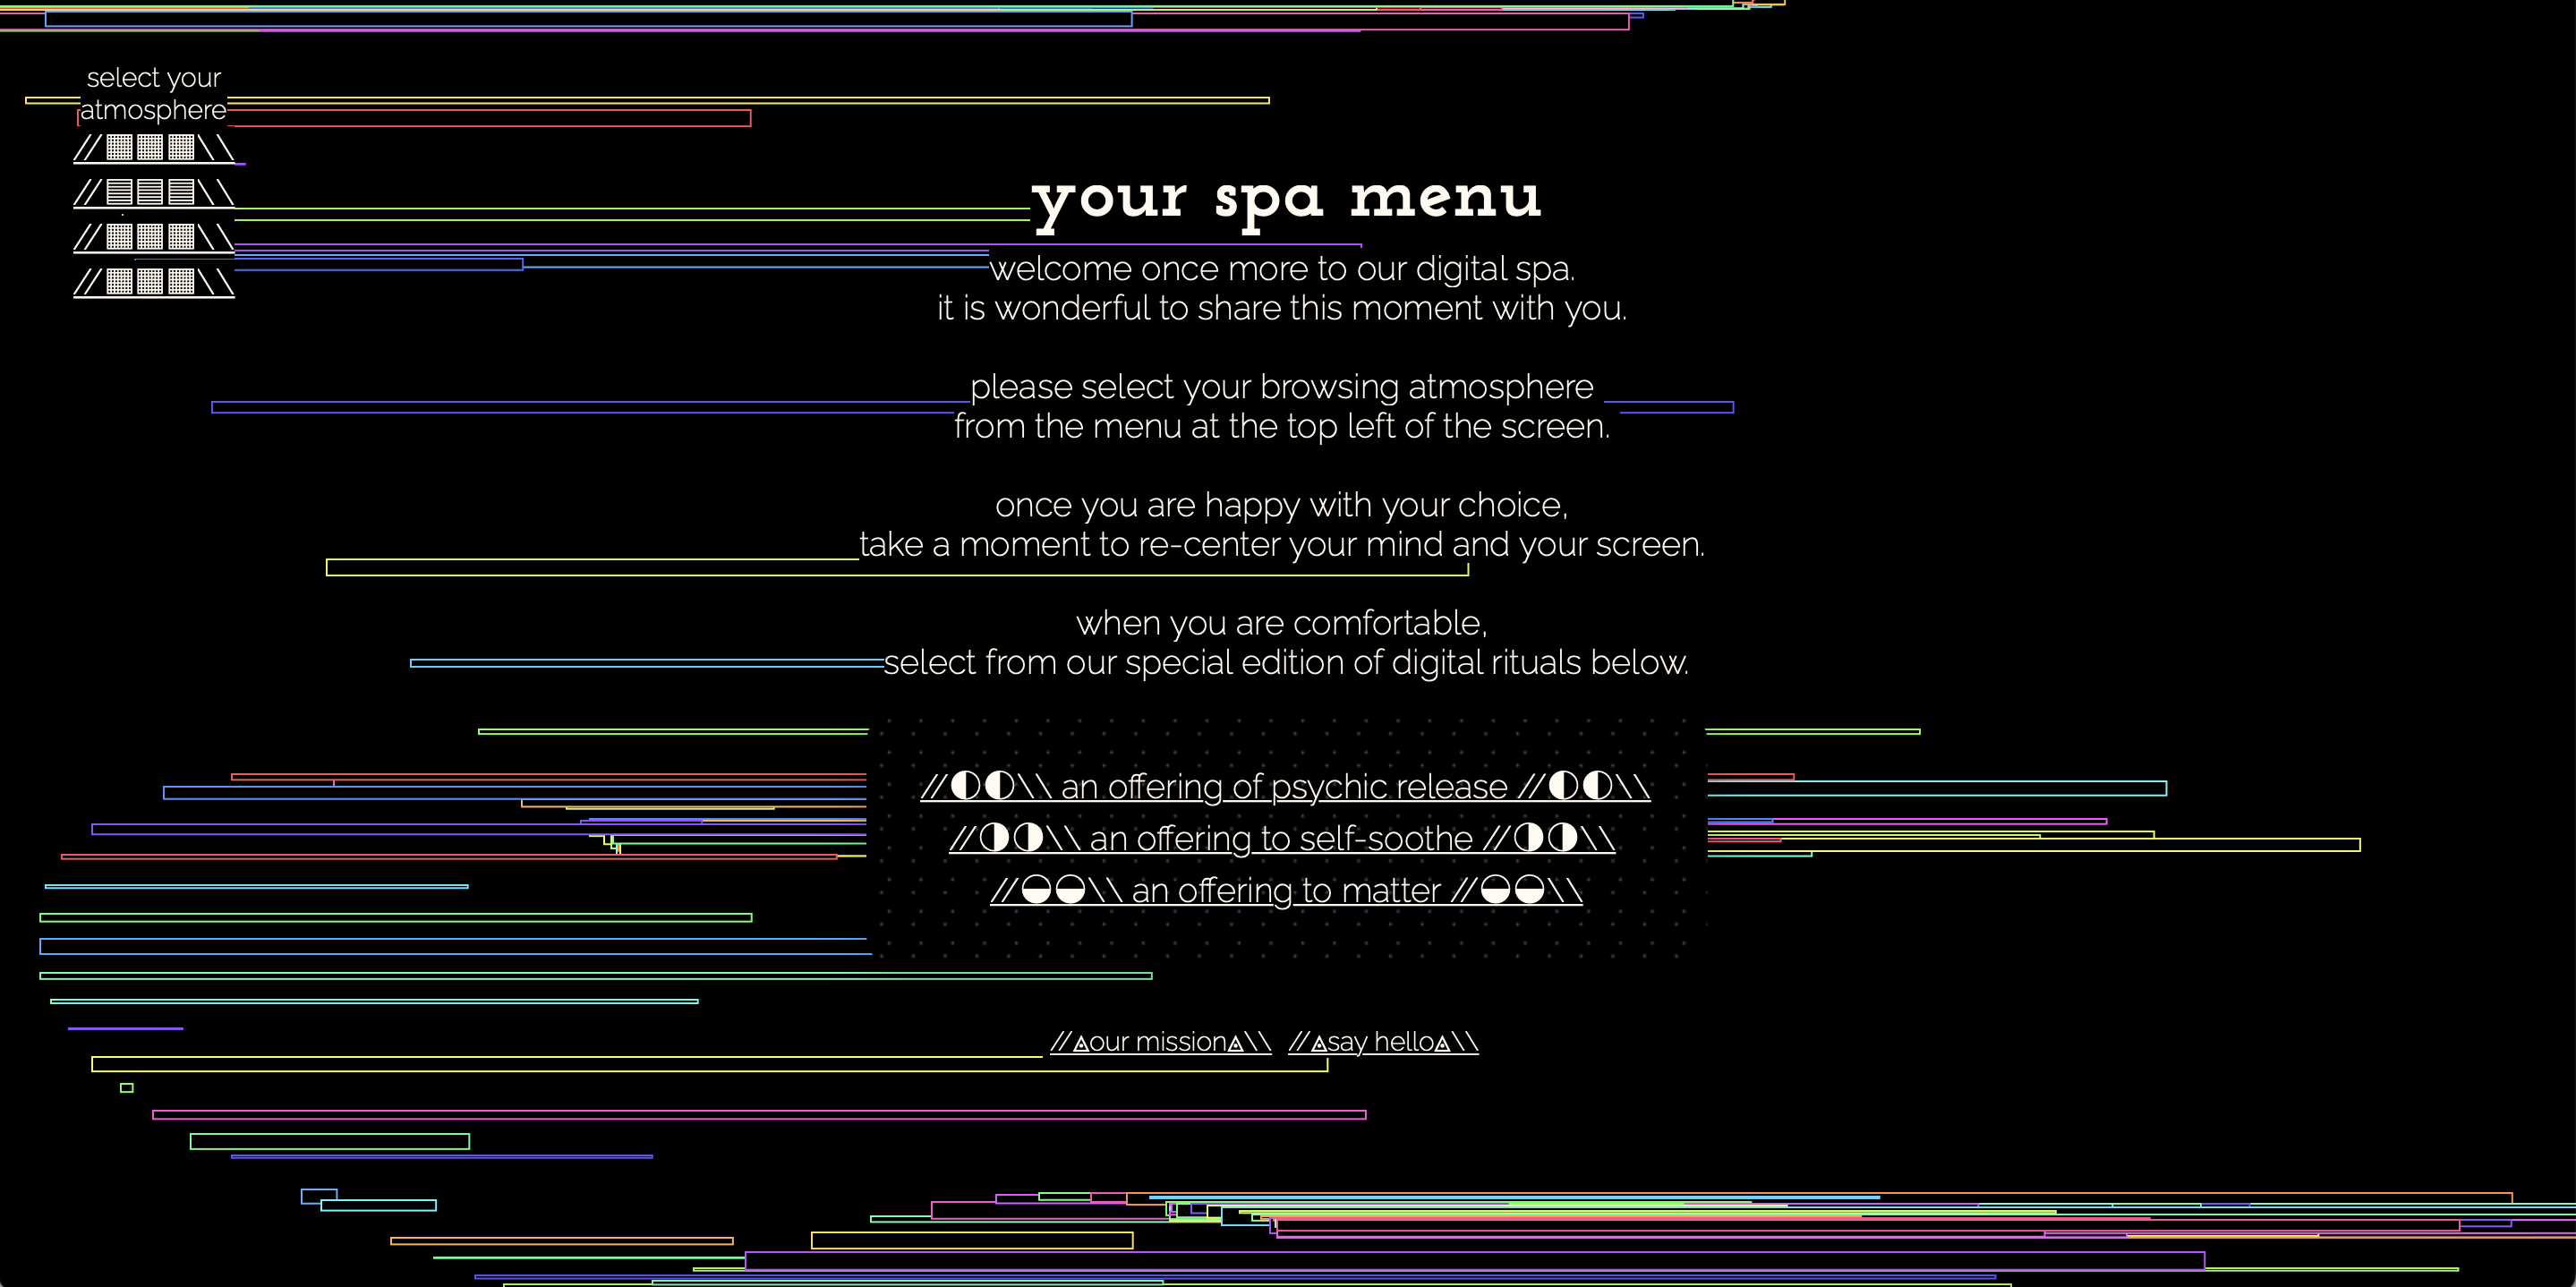 select your
atmosphere
//▦▦▦\\
//▤▤▤\\
//▦▦▦\\
//▦▦▦\\
your spa menu
welcome once more to our digital spa.
it is wonderful to share this moment with you.
please select your browsing atmosphere
from the menu at the top left of the screen.
once you are happy with your choice,
take a moment to re-center your mind and your screen.
when you are comfortable,
select from our special edition of digital rituals below.
//◐◐\\ an offering of psychic release //◐◐\\
//◑◑\\ an offering to self-soothe //◑◑\\
//◒◒\\ an offering to matter //◒◒\\
//◬our mission◬\\ //◬say hello◬\\